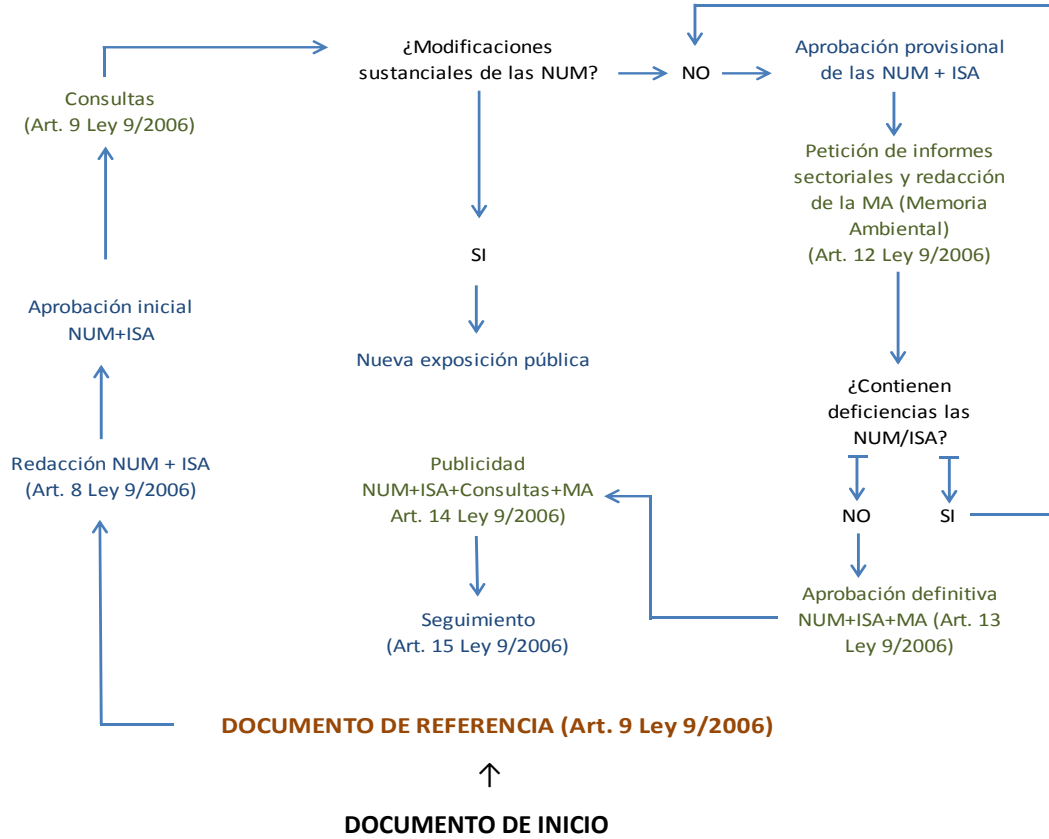 ¿Modificaciones
sustanciales de las NUM?
NO
Aprobación provisional
de las NUM + ISA
Consultas
(Art. 9 Ley 9/2006)
Petición de informes
sectoriales y redacción
de la MA (Memoria
Ambiental)
(Art. 12 Ley 9/2006)
SI
Aprobación inicial
NUM+ISA
Nueva exposición pública
¿Contienen
deficiencias las
NUM/ISA?
Redacción NUM + ISA
(Art. 8 Ley 9/2006)
Publicidad
NUM+ISA+Consultas+MA
Art. 14 Ley 9/2006)
NO
SI
Aprobación definitiva
NUM+ISA+MA (Art. 13
Ley 9/2006)
Seguimiento
(Art. 15 Ley 9/2006)
DOCUMENTO DE REFERENCIA (Art. 9 Ley 9/2006)
DOCUMENTO DE INICIO